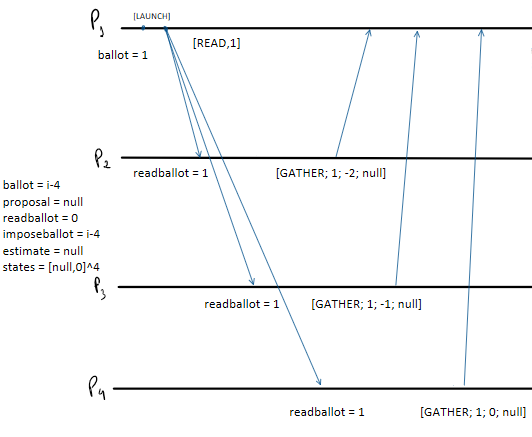 P1
[LAUNCH]
[READ,1]
ballot = 1
P2
readballot = 1
[GATHER; 1; -2; null]
ballot = i-4
proposal = null
readballot = 0
imposeballot = i-4
estimate = null
states = [null,0]^4
P3
readballot = 1
[GATHER; 1; -1; null]
P4
readballot = 1
[GATHER; 1; 0; null]